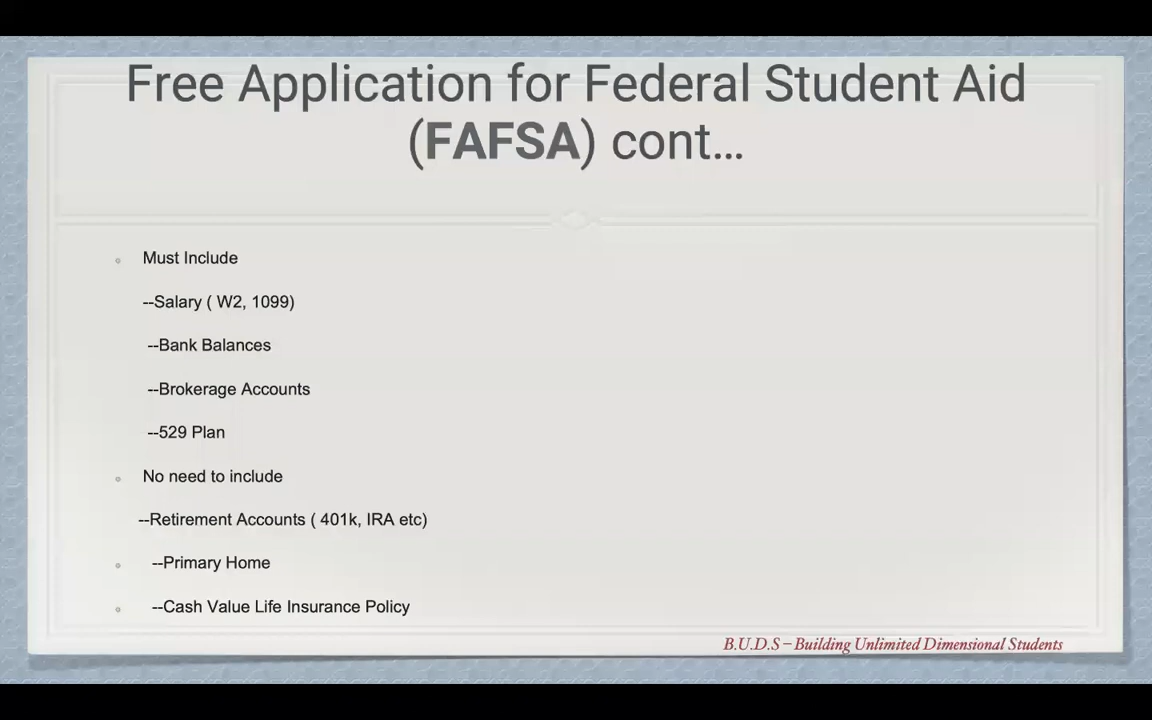 Free Application for Federal Student Aid
(FAFSA) cont...
Must Include
--Salary ( W2, 1099)
--Bank Balances
--Brokerage Accounts
--529 Plan
No need to include
--Retirement Accounts ( 401k, IRA etc)
--Primary Home
--Cash Value Life Insurance Policy
B.U.D.S – Building Unlimited Dimensional Students